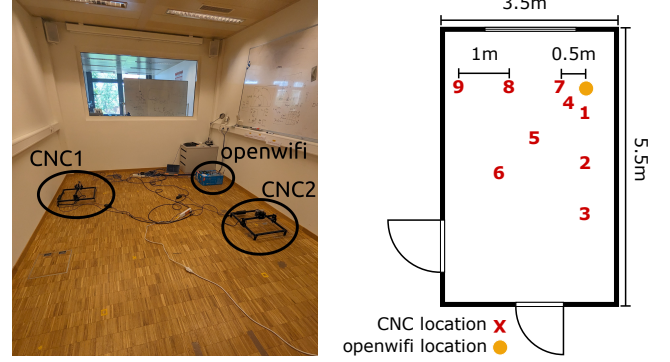 CNC1
openwifi
CNC2
3.5m
1m
0.5m
9
8
7
4
1
5
2
6
3
5.5m
CNC location x
openwifi location